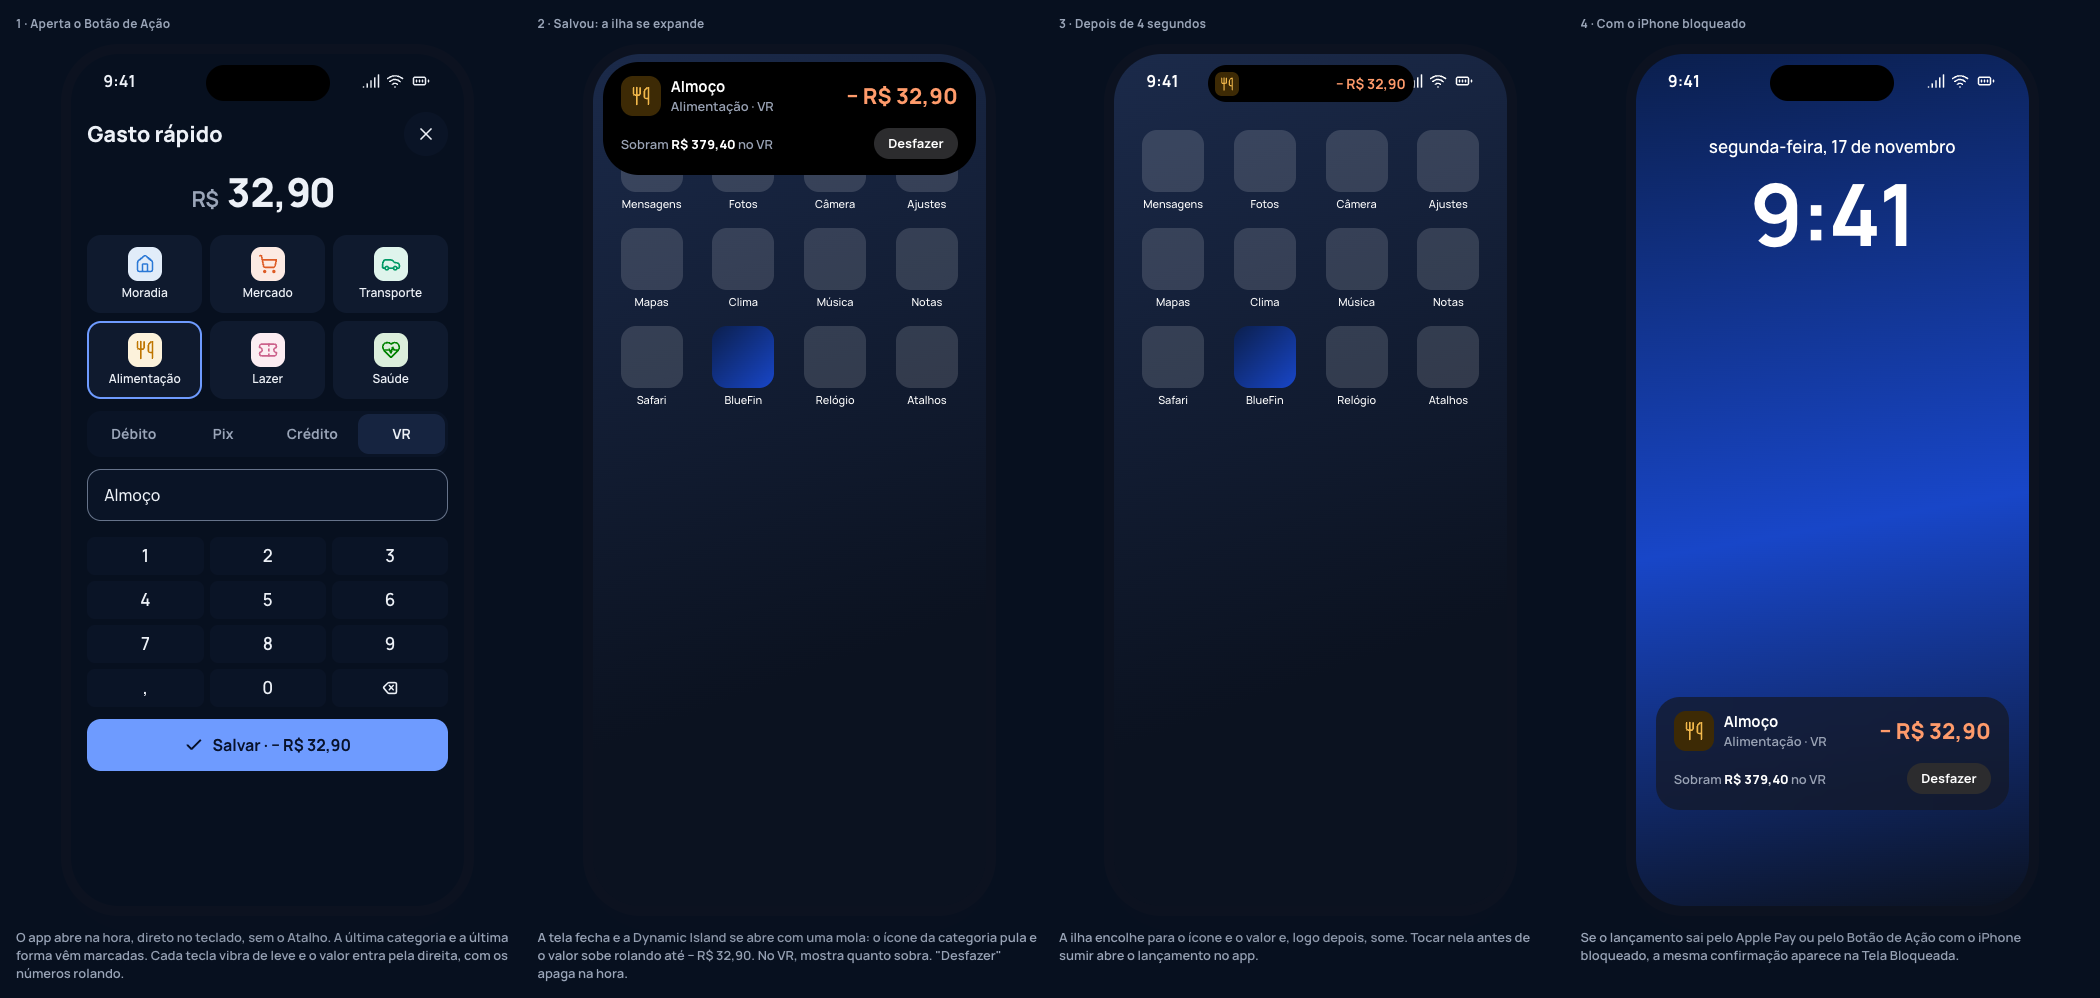 1 · Aperta o Botão de Ação
9:41
Gasto rápido
R$ 32,90
Moradia
Mercado
Transporte
Alimentação
Lazer
Saúde
Débito
Pix
Crédito
VR
Almoço
1
2
3
4
5
6
7
8
9
,
0
Salvar · − R$ 32,90
O app abre na hora, direto no teclado, sem o Atalho. A última categoria e a última
forma vêm marcadas. Cada tecla vibra de leve e o valor entra pela direita, com os
números rolando.
2 · Salvou: a ilha se expande
Almoço
Alimentação · VR
− R$ 32,90
Sobram R$ 379,40 no VR
Desfazer
Mensagens
Fotos
Câmera
Ajustes
Mapas
Clima
Música
Notas
Safari
BlueFin
Relógio
Atalhos
A tela fecha e a Dynamic Island se abre com uma mola: o ícone da categoria pula e
o valor sobe rolando até − R$ 32,90. No VR, mostra quanto sobra. "Desfazer"
apaga na hora.
3 · Depois de 4 segundos
9:41
− R$ 32,90
Mensagens
Fotos
Câmera
Ajustes
Mapas
Clima
Música
Notas
Safari
BlueFin
Relógio
Atalhos
A ilha encolhe para o ícone e o valor e, logo depois, some. Tocar nela antes de
sumir abre o lançamento no app.
4 · Com o iPhone bloqueado
9:41
segunda-feira, 17 de novembro
9:41
Almoço
Alimentação · VR
− R$ 32,90
Sobram R$ 379,40 no VR
Desfazer
Se o lançamento sai pelo Apple Pay ou pelo Botão de Ação com o iPhone
bloqueado, a mesma confirmação aparece na Tela Bloqueada.